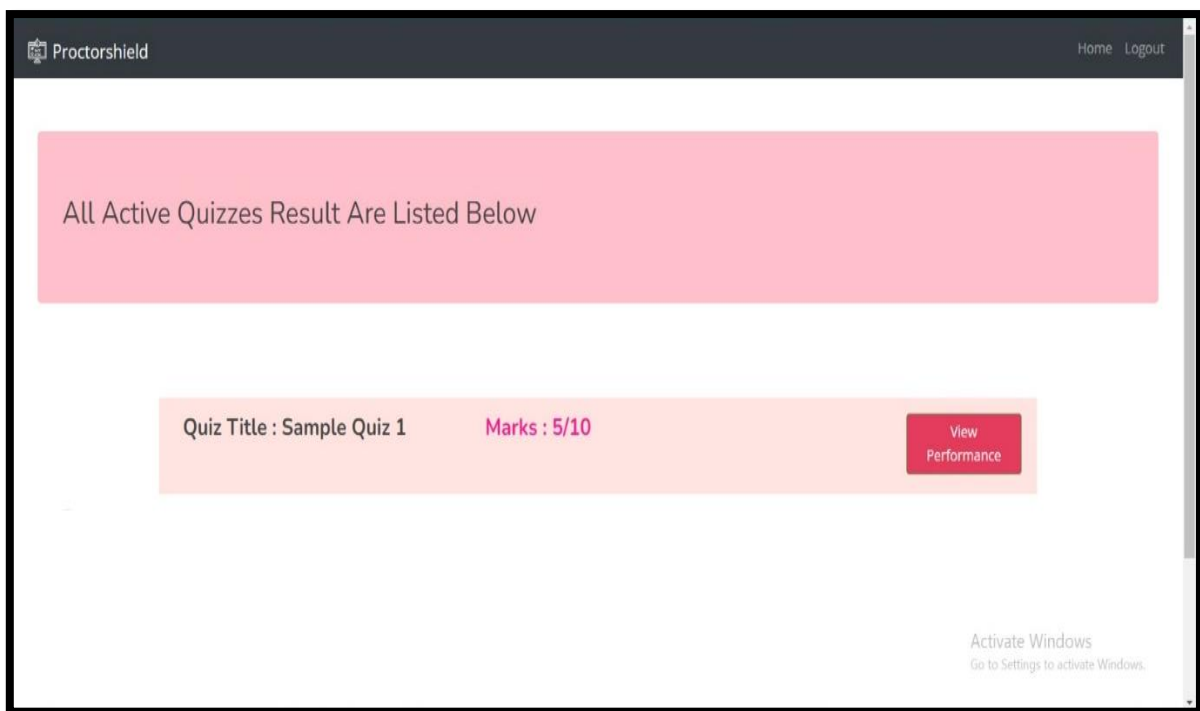 Proctorshield
Home Logout
All Active Quizzes Result Are Listed Below
Quiz Title : Sample Quiz 1
Marks : 5/10
View
Performance
Activate Windows
Go to Settings to activate Windows.